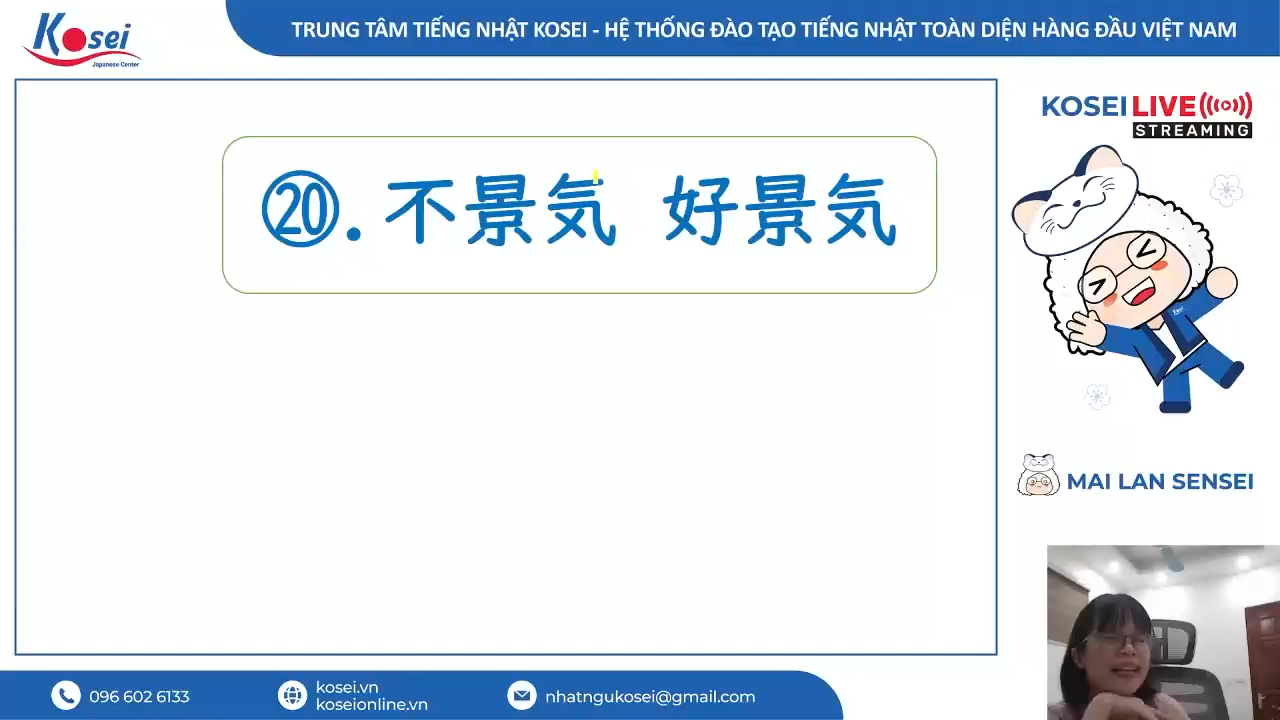 Kosei
Japanese Center
TRUNG TÂM TIẾNG NHẬT KOSEI - HỆ THỐNG ĐÀO TẠO TIẾNG NHẬT TOÀN DIỆN HÀNG ĐẦU VIỆT NAM
⑳. 不景気 好景気
KOSEI LIVE
STREAMING
MAI LAN SENSEI
096 602 6133
kosei.vn
koseionline.vn
nhatngukosei@gmail.com